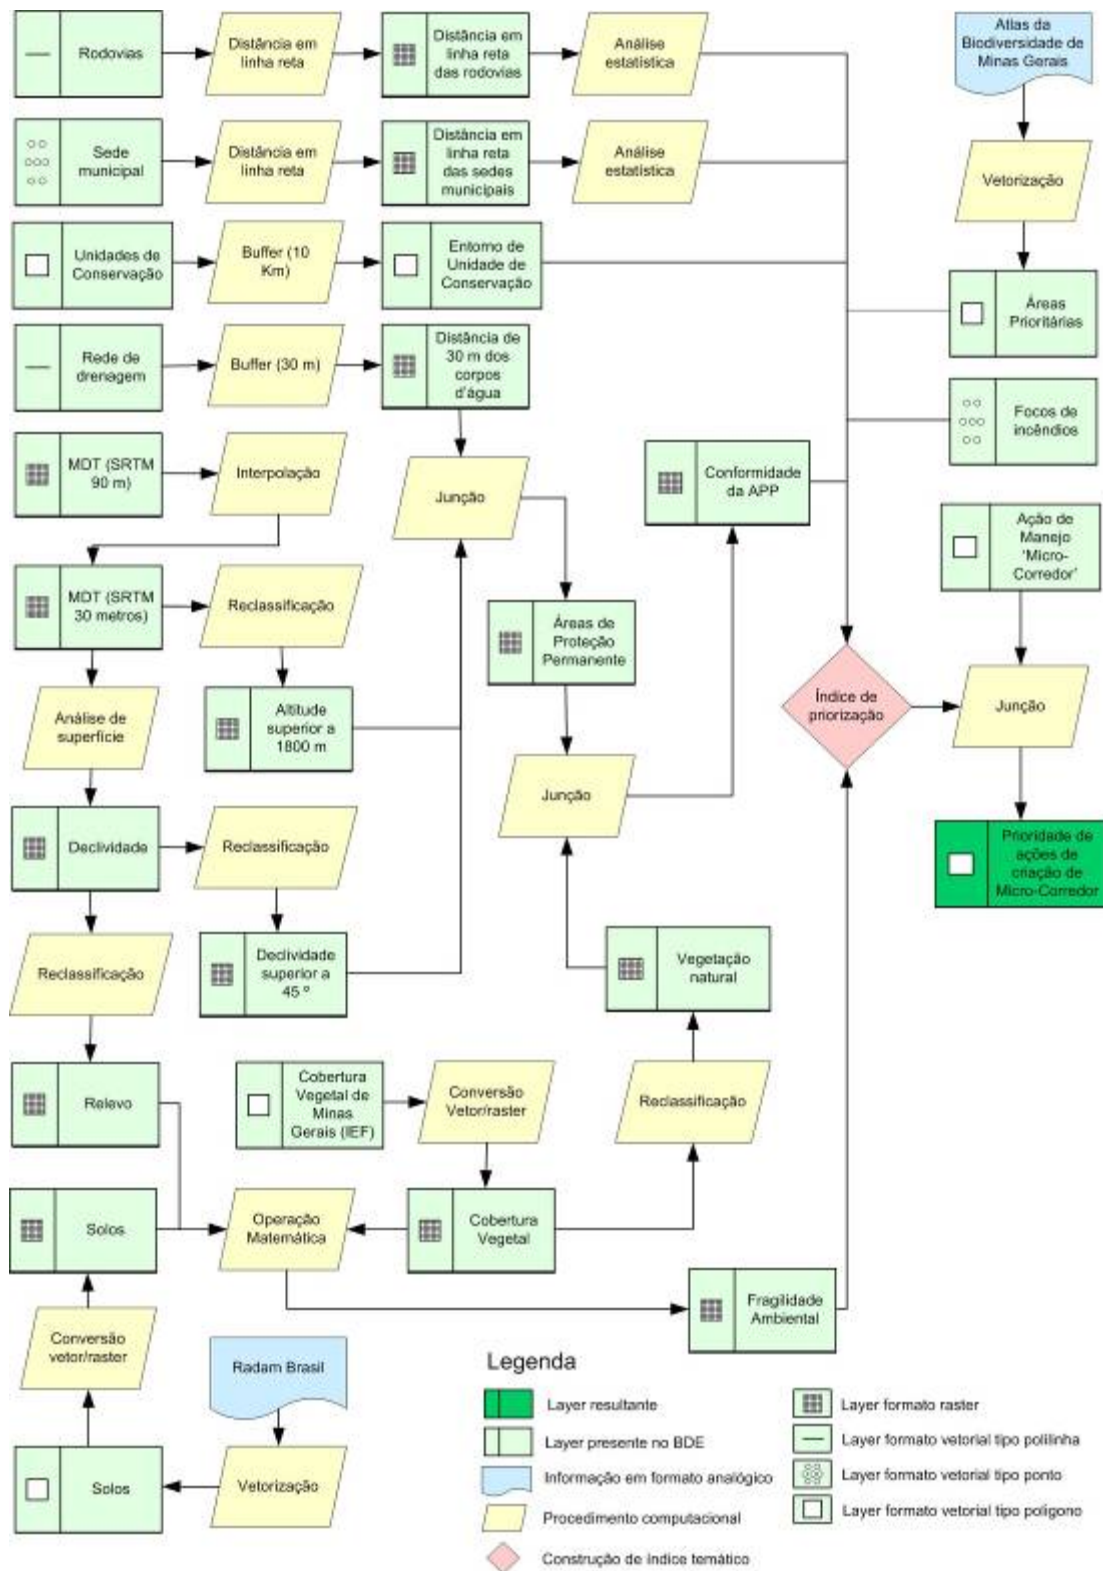 Rodovias
Distância em
linha reta
Distância em
linha reta
das rodovias
Análise
estatística
Atlas da
Biodiversidade de
Minas Gerais
Sede
municipal
Distância em
linha reta
Distância em
linha reta
das sedes
municipais
Análise
estatística
Vetorização
Unidades de
Conservação
Buffer (10
Km)
Entorno de
Unidade de
Conservação
Áreas
Prioritárias
Rede de
drenagem
Buffer (30 m)
Distância de
30 m dos
corpos
d'água
Focos de
incêndios
MDT (SRTM
90 m)
Interpolação
Junção
Conformidade
da APP
Ação de
Manejo
'Micro-
Corredor'
MDT (SRTM
30 metros)
Reclassificação
Áreas de
Proteção
Permanente
Análise de
superfície
Altitude
superior a
1800 m
Índice de
priorização
Junção
Declividade
Reclassificação
Junção
Prioridade de
ações de
criação de
Micro-Corredor
Reclassificação
Declividade
superior a
45 º
Vegetação
natural
Relevo
Cobertura
Vegetal de
Minas
Gerais (IEF)
Conversão
Vetor/raster
Reclassificação
Solos
Operação
Matemática
Cobertura
Vegetal
Fragilidade
Ambiental
Conversão
vetor/raster
Radam Brasil
Solos
Vetorização
Legenda
Layer resultante
Layer presente no BDE
Informação em formato analógico
Procedimento computacional
Construção de índice temático
Layer formato raster
Layer formato vetorial tipo polilinha
Layer formato vetorial tipo ponto
Layer formato vetorial tipo polígono